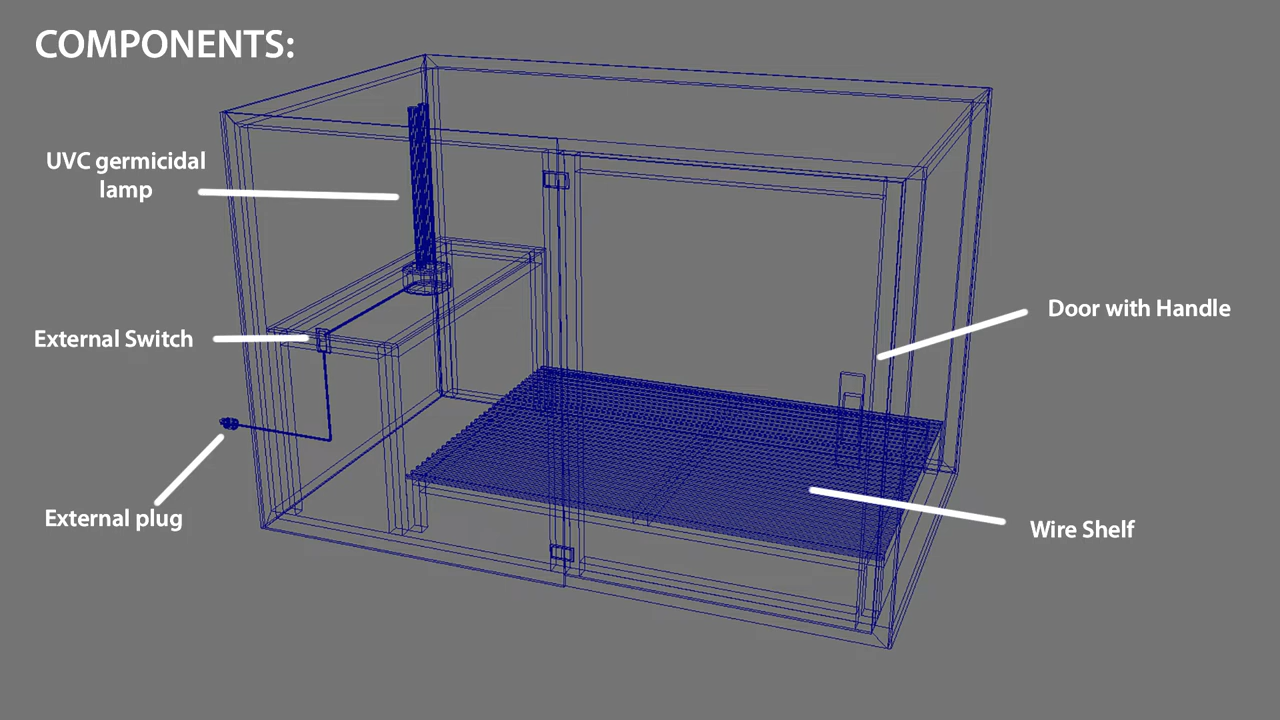 COMPONENTS:
UVC germicidal
lamp
External Switch
External plug
Door with Handle
Wire Shelf